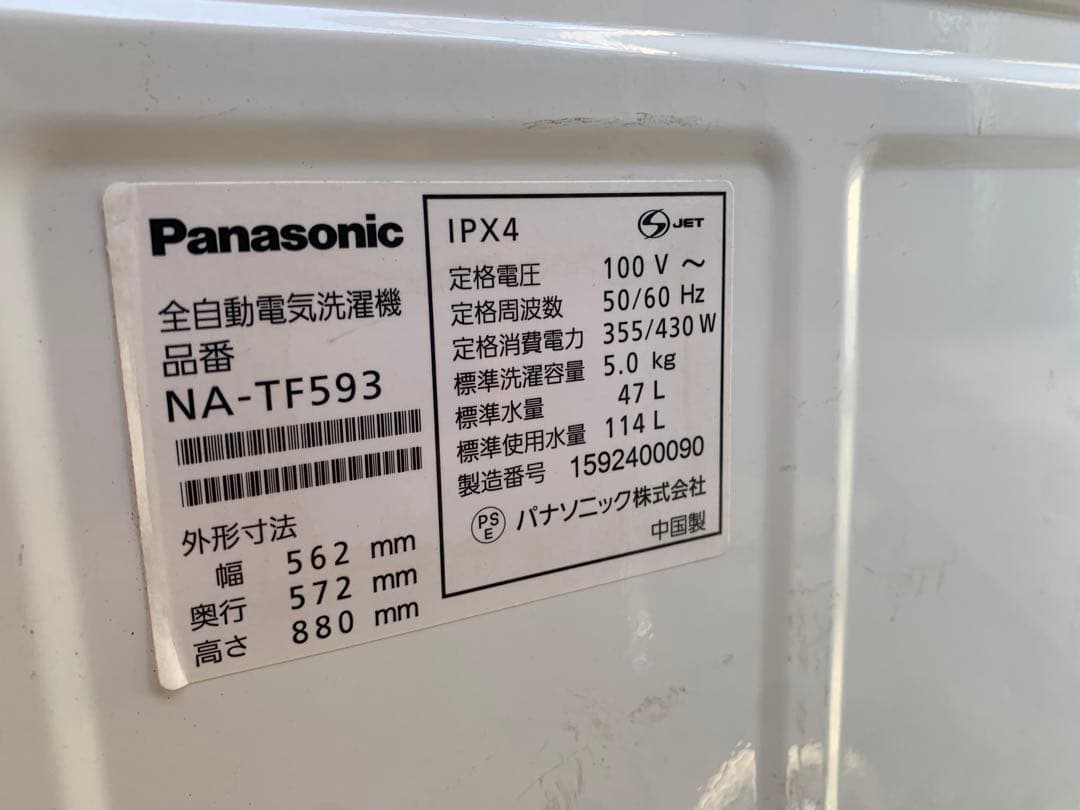 Panasonic
全自動電気洗濯機
品番
NA-TF593
外形寸法
幅 562 mm
奥行 572 mm
高さ 880 mm
IPX4
S JET
定格電圧 100 V ～
定格周波数 50/60 Hz
定格消費電力 355/430 W
標準洗濯容量 5.0 kg
標準水量 47 L
標準使用水量 114 L
製造番号 1592400090
PS E パナソニック株式会社
中国製